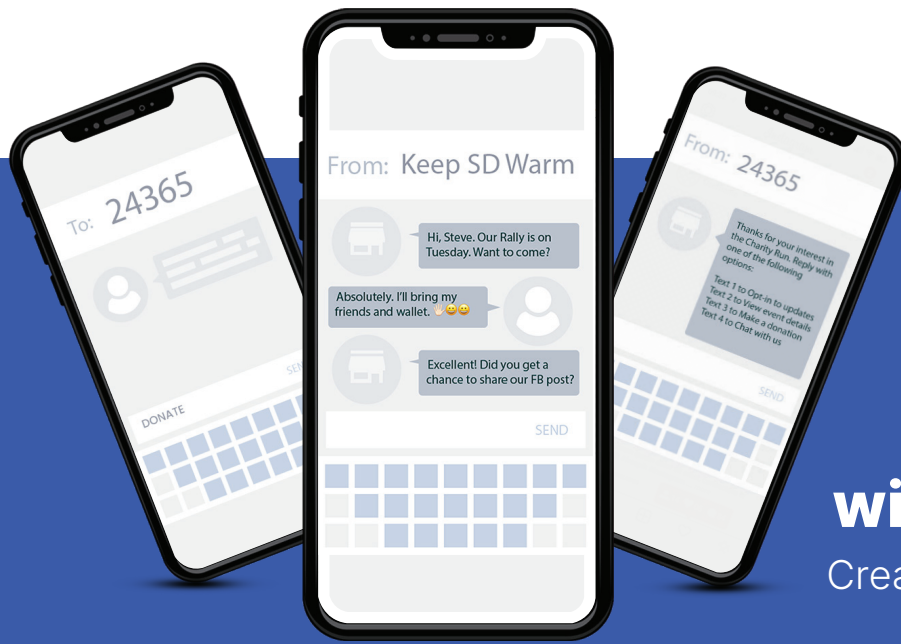 To: 24365
SEND
DONATE
From: Keep SD Warm
Hi, Steve. Our Rally is on
Tuesday. Want to come?
Absolutely. I'll bring my
friends and wallet. 🖐😀😀
Excellent! Did you get a
chance to share our FB post?
SEND
From: 24365
Thanks for your interest in
the Charity Run. Reply with
one of the following
options:
Text 1 to Opt-in to updates
Text 2 to View event details
Text 3 to Make a donation
Text 4 to Chat with us
SEND
wi
Crea